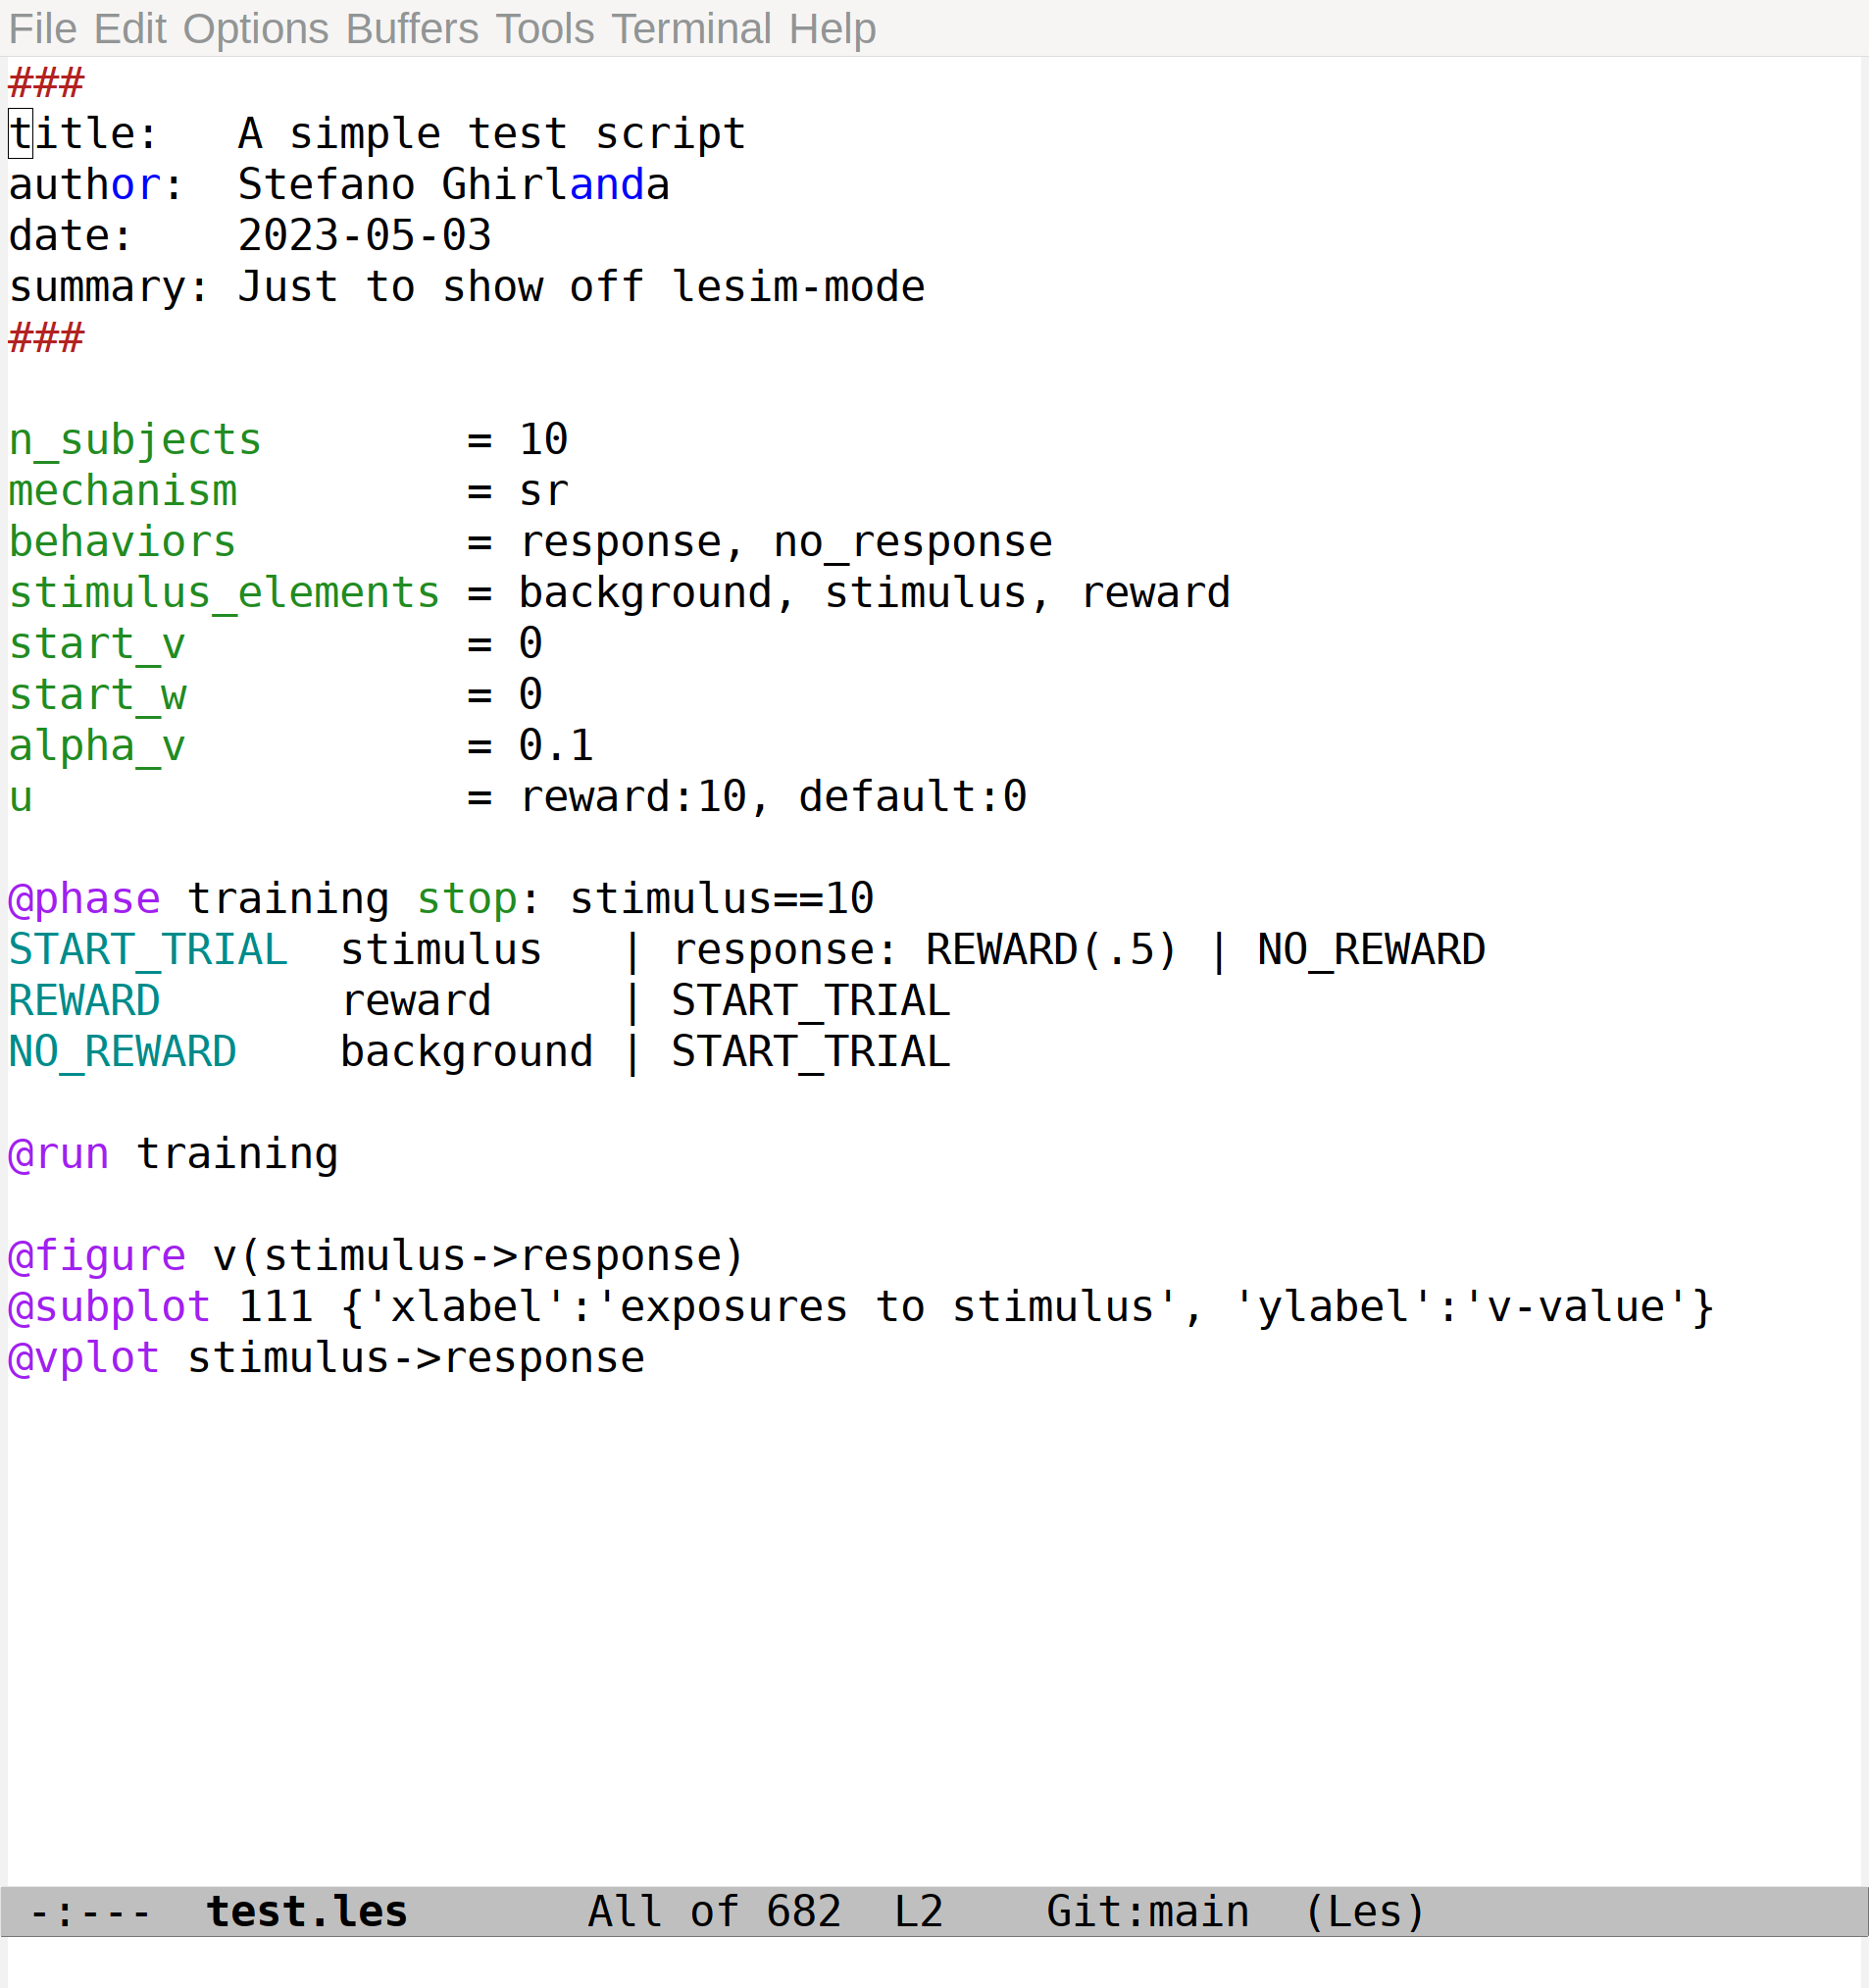 File Edit Options Buffers Tools Terminal Help
###
title:   A simple test script
author:  Stefano Ghirlanda
date:    2023-05-03
summary: Just to show off lesim-mode
###

n_subjects        = 10
mechanism         = sr
behaviors         = response, no_response
stimulus_elements = background, stimulus, reward
start_v           = 0
start_w           = 0
alpha_v           = 0.1
u                 = reward:10, default:0

@phase training stop: stimulus==10
START_TRIAL  stimulus   | response: REWARD(.5) | NO_REWARD
REWARD       reward     | START_TRIAL
NO_REWARD    background | START_TRIAL

@run training

@figure v(stimulus->response)
@subplot 111 {'xlabel':'exposures to stimulus', 'ylabel':'v-value'}
@vplot stimulus->response

-:---  test.les       All of 682  L2    Git:main  (Les)